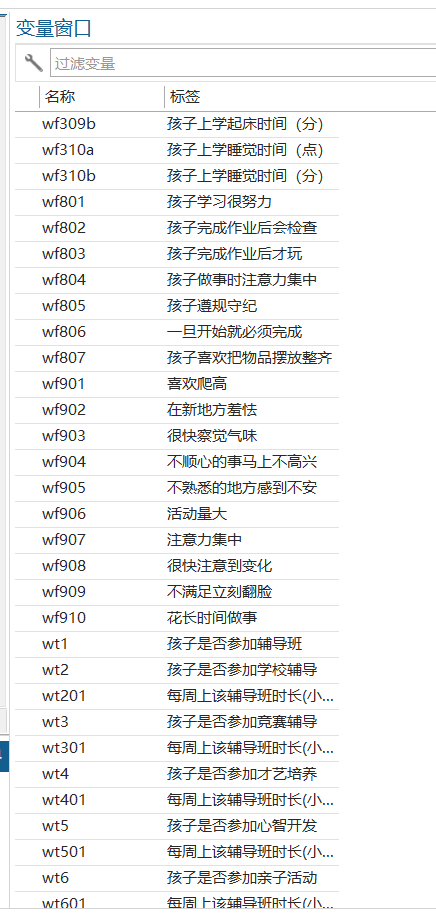 变量窗口
过滤变量
名称 标签
wf309b 孩子上学起床时间（分）
wf310a 孩子上学睡觉时间（点）
wf310b 孩子上学睡觉时间（分）
wf801 孩子学习很努力
wf802 孩子完成作业后会检查
wf803 孩子完成作业后才玩
wf804 孩子做事时注意力集中
wf805 孩子遵规守纪
wf806 一旦开始就必须完成
wf807 孩子喜欢把物品摆放整齐
wf901 喜欢爬高
wf902 在新地方羞怯
wf903 很快察觉气味
wf904 不顺心的事马上不高兴
wf905 不熟悉的地方感到不安
wf906 活动量大
wf907 注意力集中
wf908 很快注意到变化
wf909 不满足立刻翻脸
wf910 花长时间做事
wt1 孩子是否参加辅导班
wt2 孩子是否参加学校辅导
wt201 每周上该辅导班时长(小...
wt3 孩子是否参加竞赛辅导
wt301 每周上该辅导班时长(小...
wt4 孩子是否参加才艺培养
wt401 每周上该辅导班时长(小...
wt5 孩子是否参加心智开发
wt501 每周上该辅导班时长(小...
wt6 孩子是否参加亲子活动
wt601 每周上该辅导班时长(小...